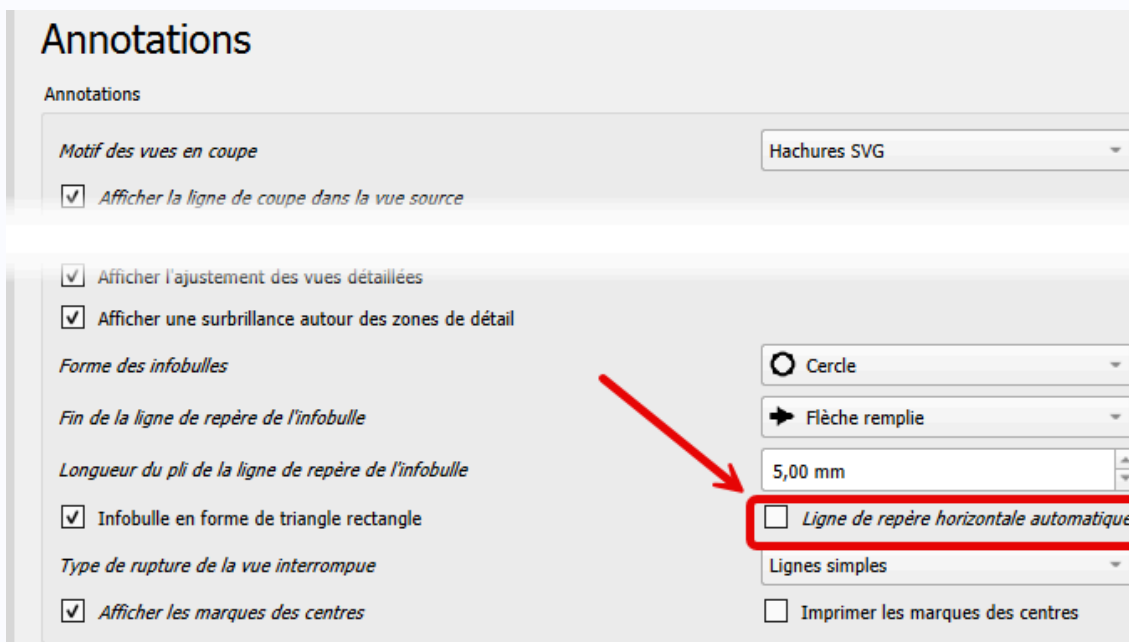 Annotations
Annotations
Motif des vues en coupe
Hachures SVG
Afficher la ligne de coupe dans la vue source
Afficher l'ajustement des vues détaillées
Afficher une surbrillance autour des zones de détail
Forme des infobulles
Cercle
Fin de la ligne de repère de l'infobulle
Flèche remplie
Longueur du pli de la ligne de repère de l'infobulle
5,00 mm
Infobulle en forme de triangle rectangle
Ligne de repère horizontale automatique
Type de rupture de la vue interrompue
Lignes simples
Afficher les marques des centres
Imprimer les marques des centres